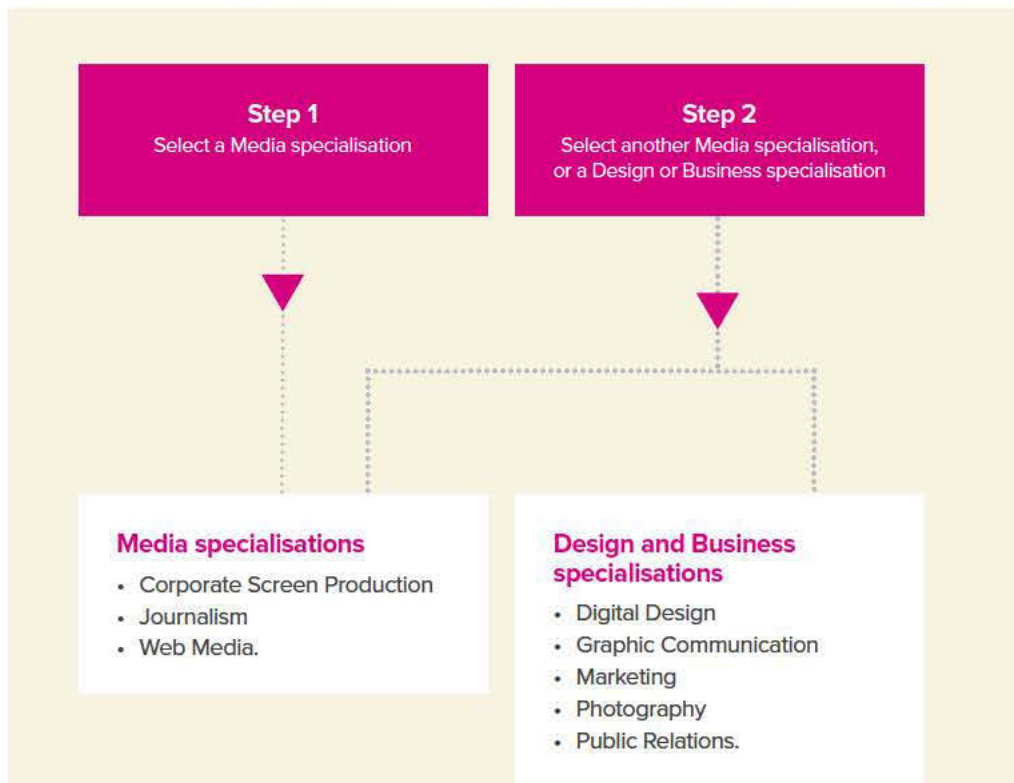 Step 1
Select a Media specialisation
Step 2
Select another Media specialisation,
or a Design or Business specialisation
Media specialisations
• Corporate Screen Production
• Journalism
• Web Media.
Design and Business
specialisations
• Digital Design
• Graphic Communication
• Marketing
• Photography
• Public Relations.